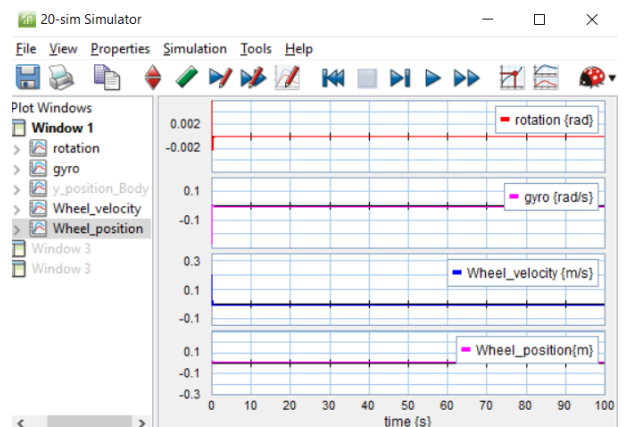 20-sim Simulator
File View Properties Simulation Tools Help
Plot Windows
Window 1
rotation
gyro
y_position_Body
Wheel_velocity
Wheel_position
Window 3
Window 3
rotation {rad}
0.002
-0.002
gyro {rad/s}
0.1
-0.1
Wheel_velocity {m/s}
0.3
0.1
-0.1
Wheel_position{m}
0.1
-0.1
-0.3
0 10 20 30 40 50 60 70 80 90 100
time {s}